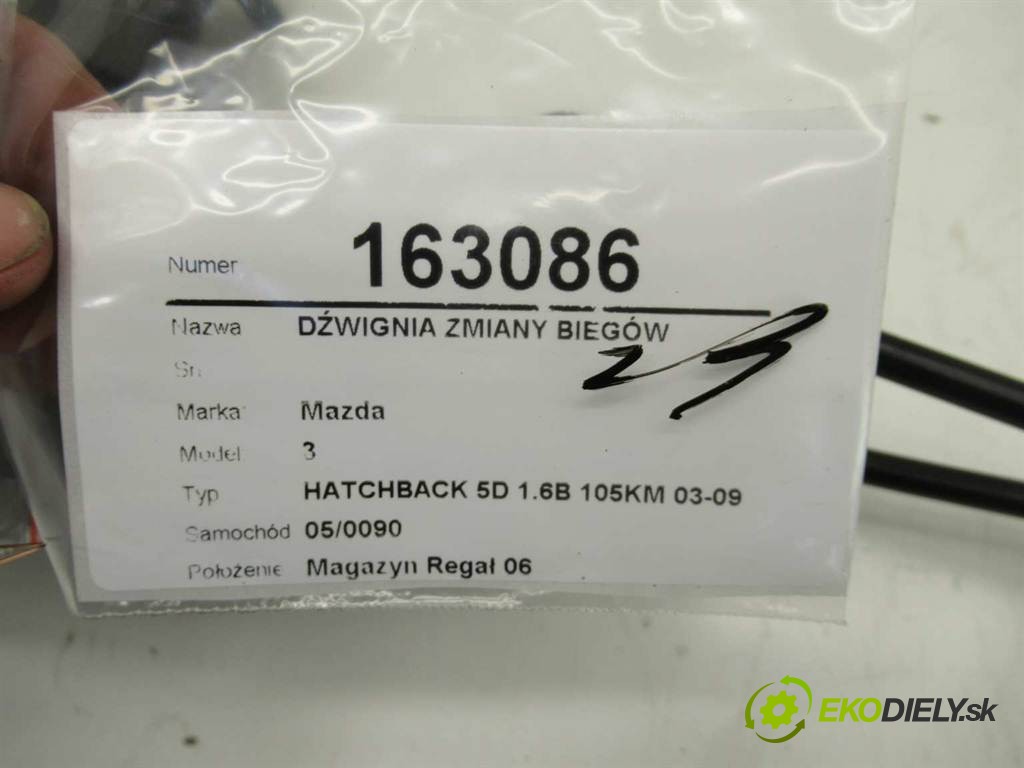 Numer 163086
Nazwa DŹWIGNIA ZMIANY BIEGÓW
Sn
Marka Mazda
Model 3
Typ HATCHBACK 5D 1.6B 105KM 03-09
Samochód 05/0090
Położenie Magazyn Regał 06
EKODIELY.sk